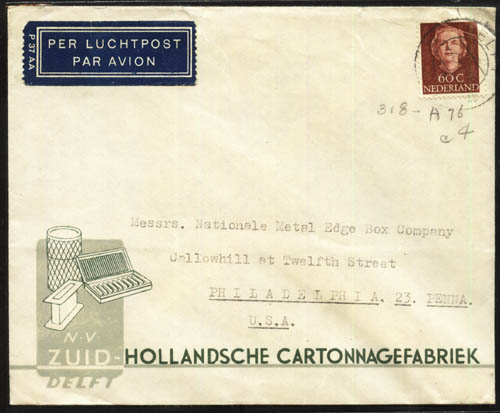 P 37 AA
PER LUCHTPOST
PAR AVION
60 C
NEDERLAND
318 - A 76
c 4
Messrs. Nationale Metal Edge Box Company
Callowhill at Twelfth Street
PHILADELPHIA. 23. PENNA.
U.S.A.
N·V
ZUID-HOLLANDSCHE CARTONNAGEFABRIEK
DELFT